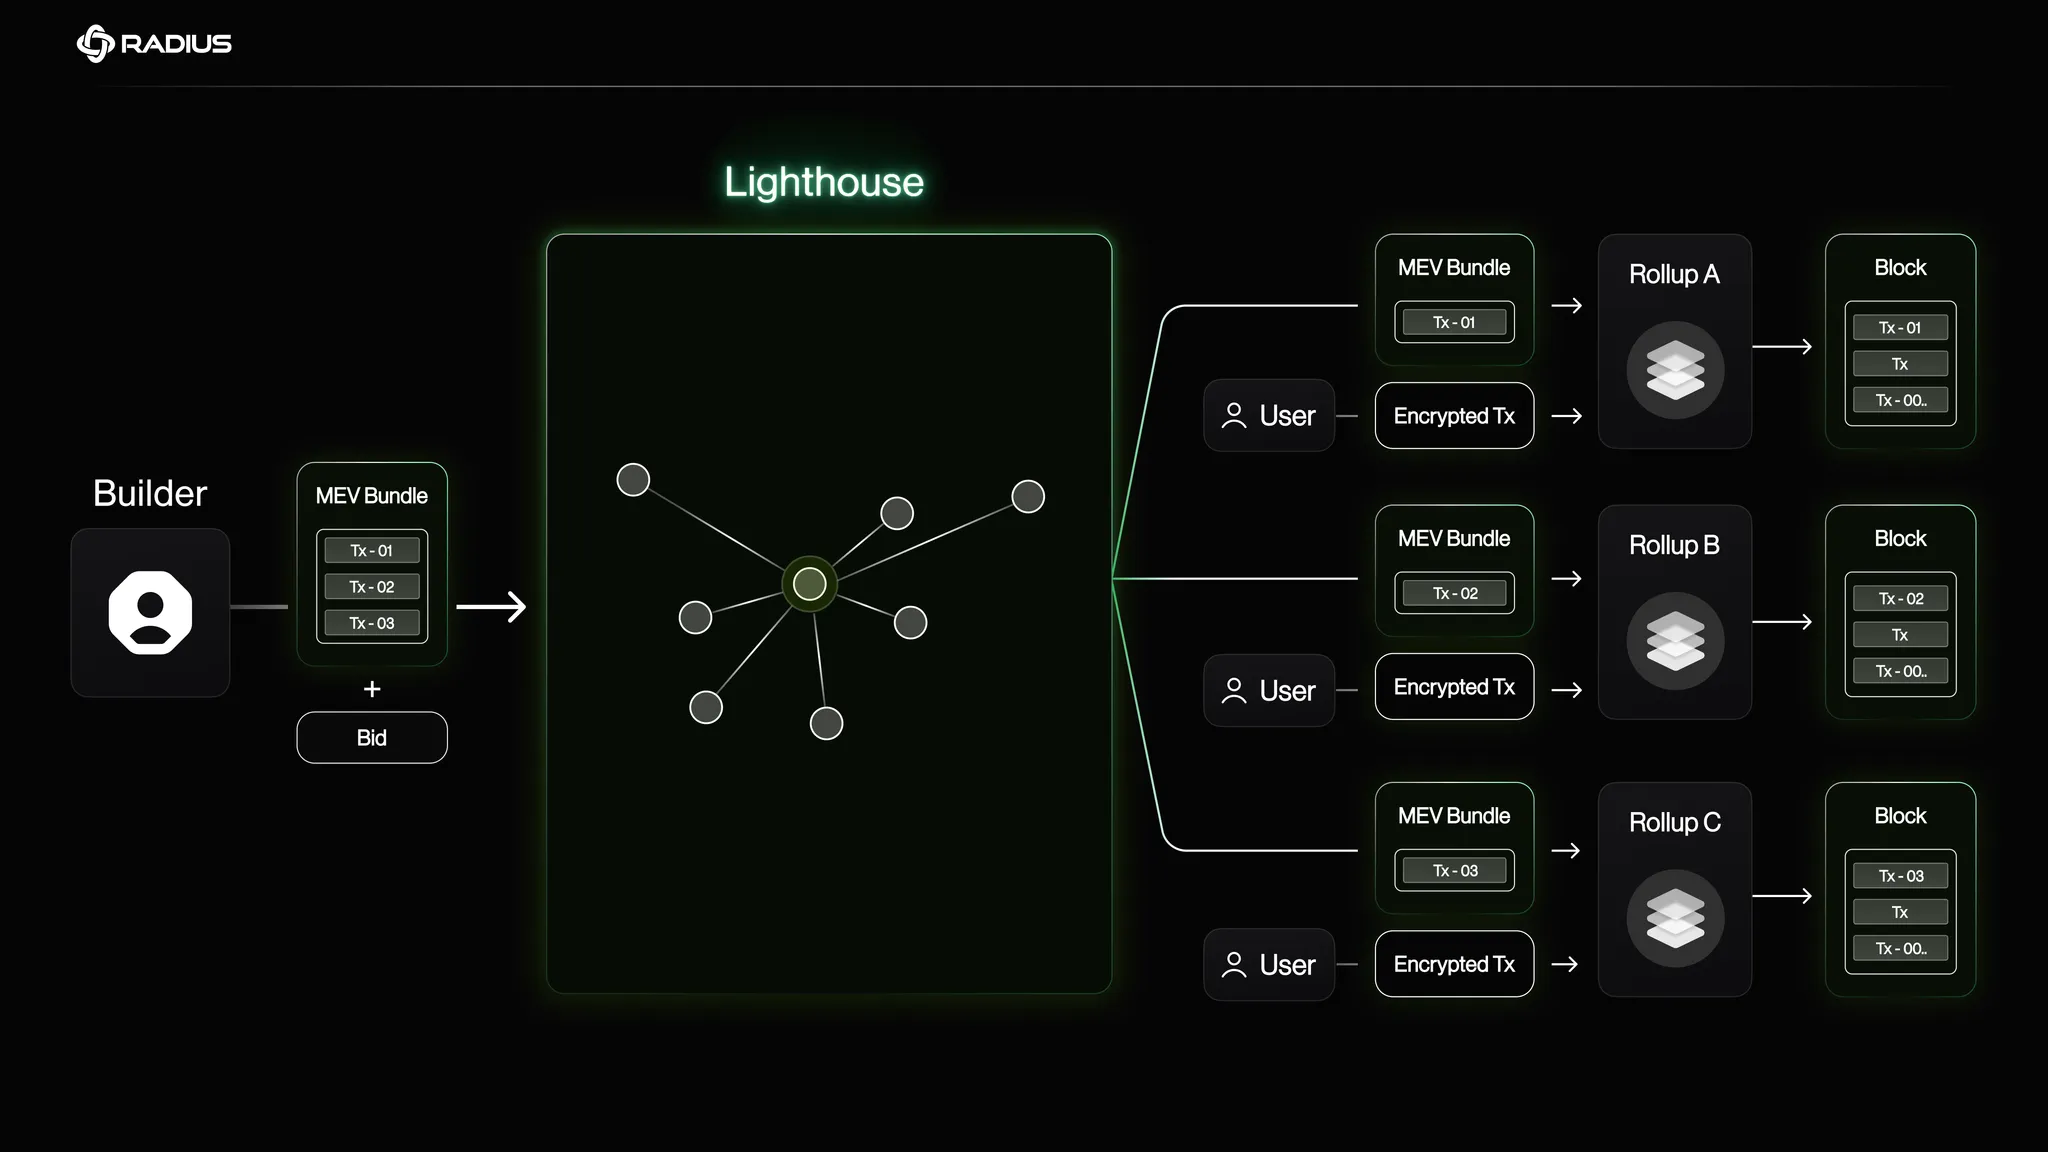 RADIUS
Lighthouse
Builder
MEV Bundle
Tx - 01
Tx - 02
Tx - 03
+
Bid
MEV Bundle
Tx - 01
User
Encrypted Tx
Rollup A
Block
Tx - 01
Tx
Tx - 00..
MEV Bundle
Tx - 02
User
Encrypted Tx
Rollup B
Block
Tx - 02
Tx
Tx - 00..
MEV Bundle
Tx - 03
User
Encrypted Tx
Rollup C
Block
Tx - 03
Tx
Tx - 00..